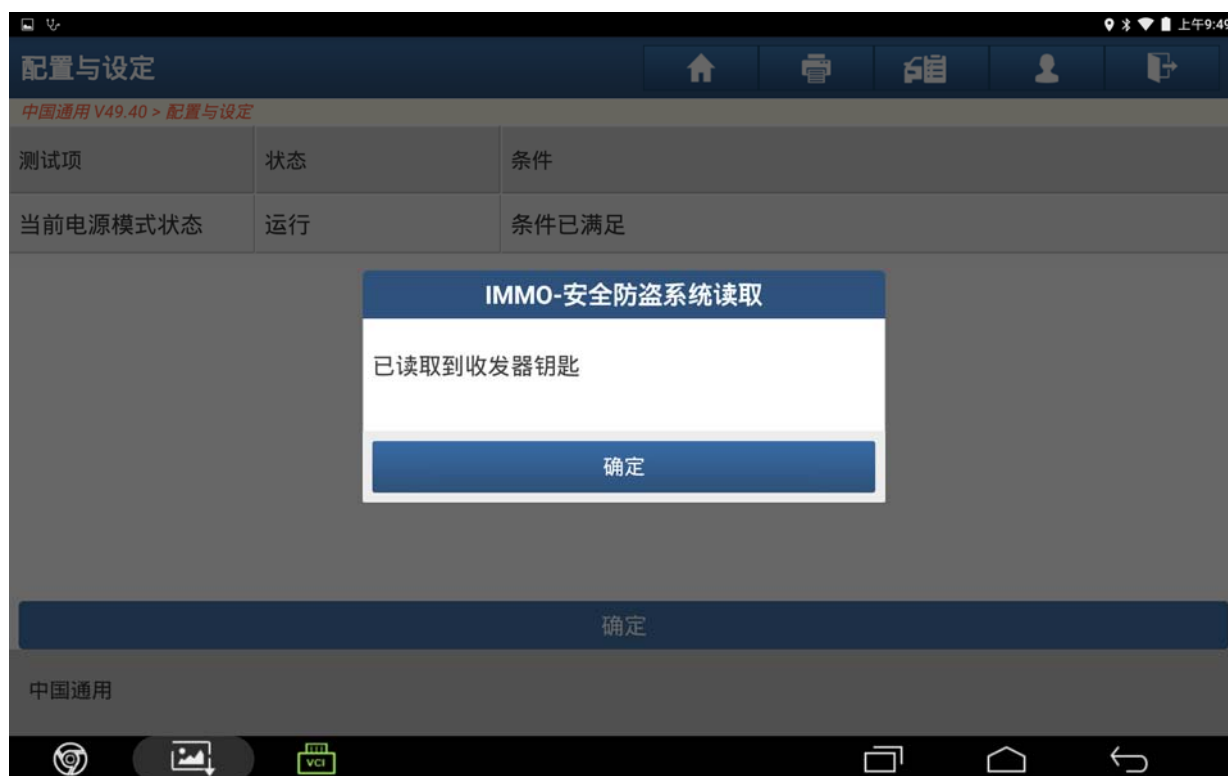 上午9:49
配置与设定
中国通用 V49.40 > 配置与设定
测试项 状态 条件
当前电源模式状态 运行 条件已满足
IMMO-安全防盗系统读取
已读取到收发器钥匙
确定
确定
中国通用
VCI